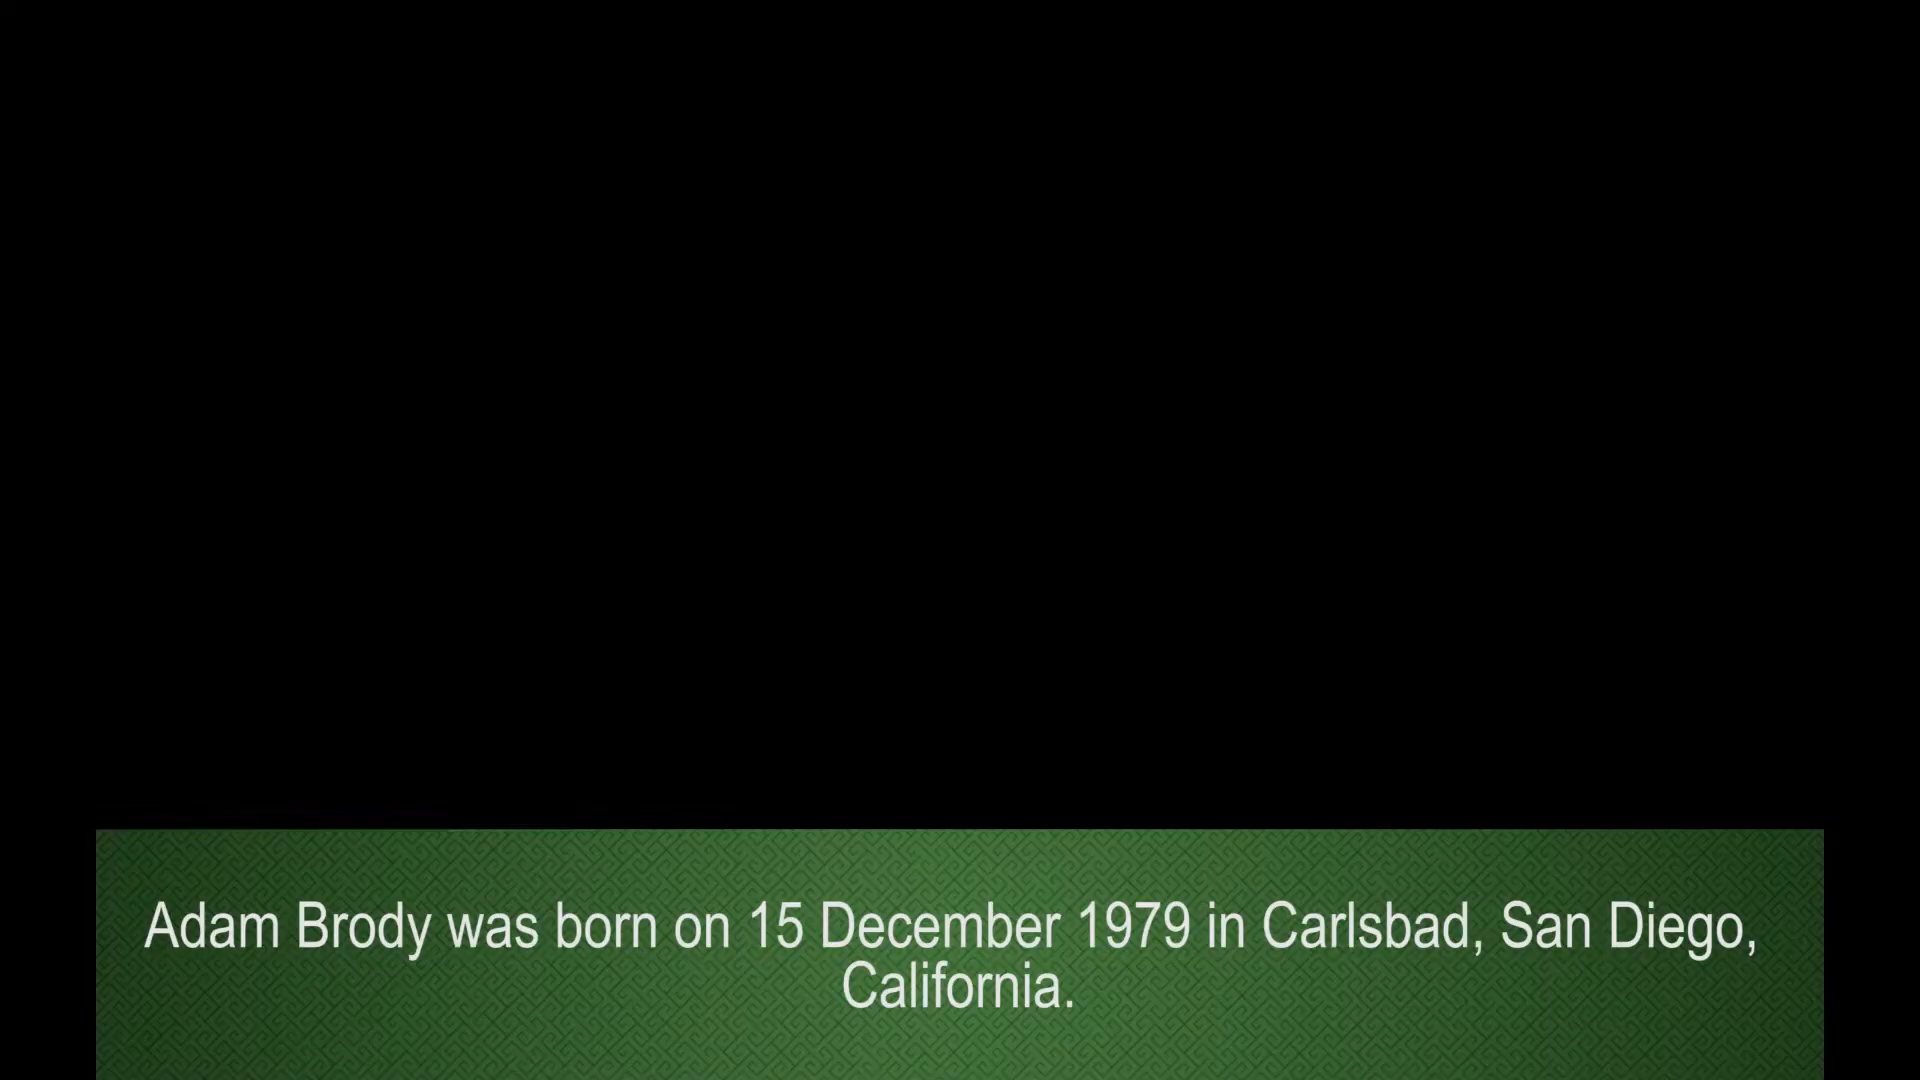 Adam Brody was born on 15 December 1979 in Carlsbad, San Diego,
California.